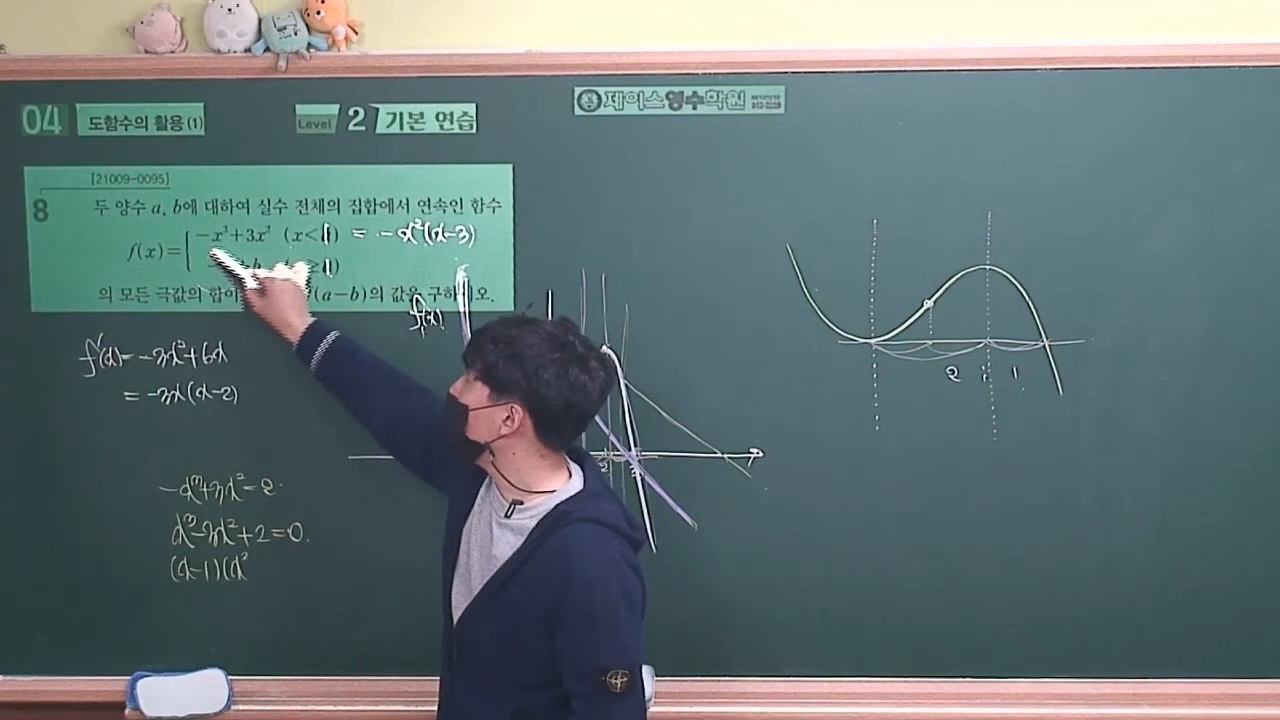 04 도함수의 활용 (1)
Level 2 기본 연습
제이스영수학원
[21009-0095]
8 두 양수 a, b에 대하여 실수 전체의 집합에서 연속인 함수
f(x)={ -x³+3x² (x<1) = -x²(x-3)
b 1)
의 모든 극값의 합이 (a-b)의 값을 구하시오.
f(x)
f'(x)=-3x²+6x
= -3x(x-2)
-x³+3x²=2.
x³-3x²+2=0.
(x-1)(x²
2
3
2 1 1